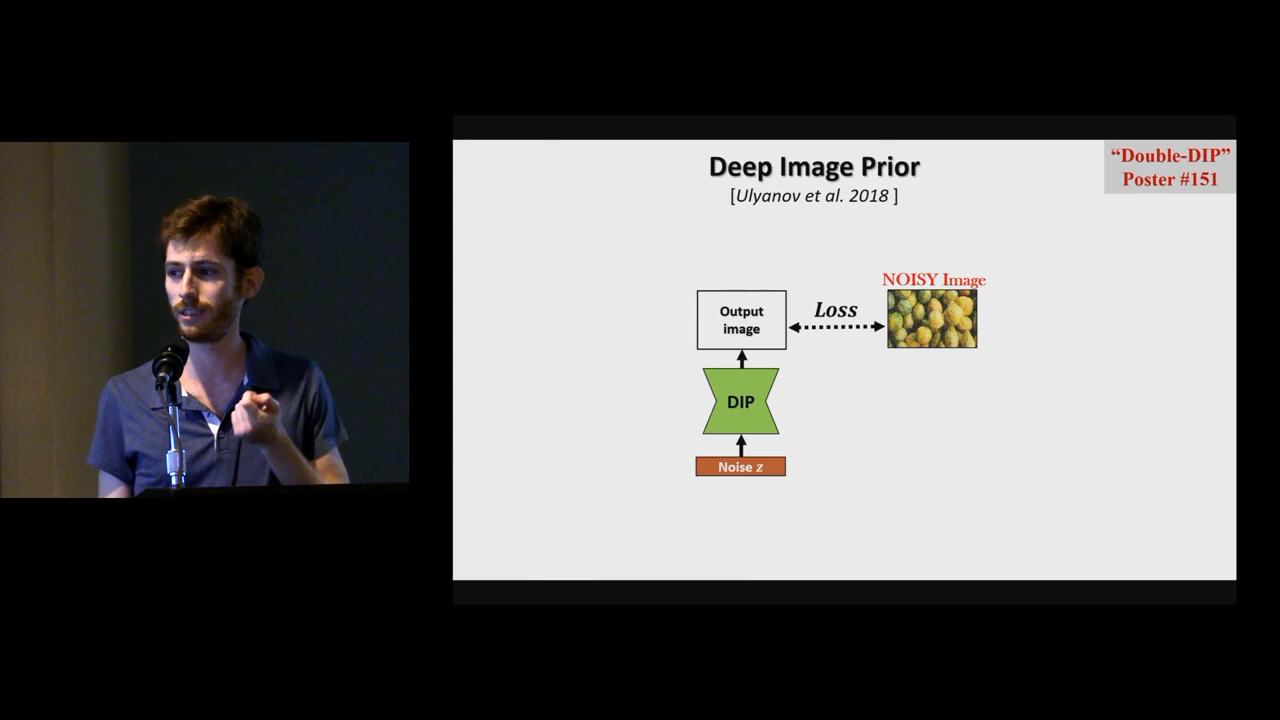 Deep Image Prior
[Ulyanov et al. 2018 ]
“Double-DIP”
Poster #151
NOISY Image
Output
image
Loss
DIP
Noise z